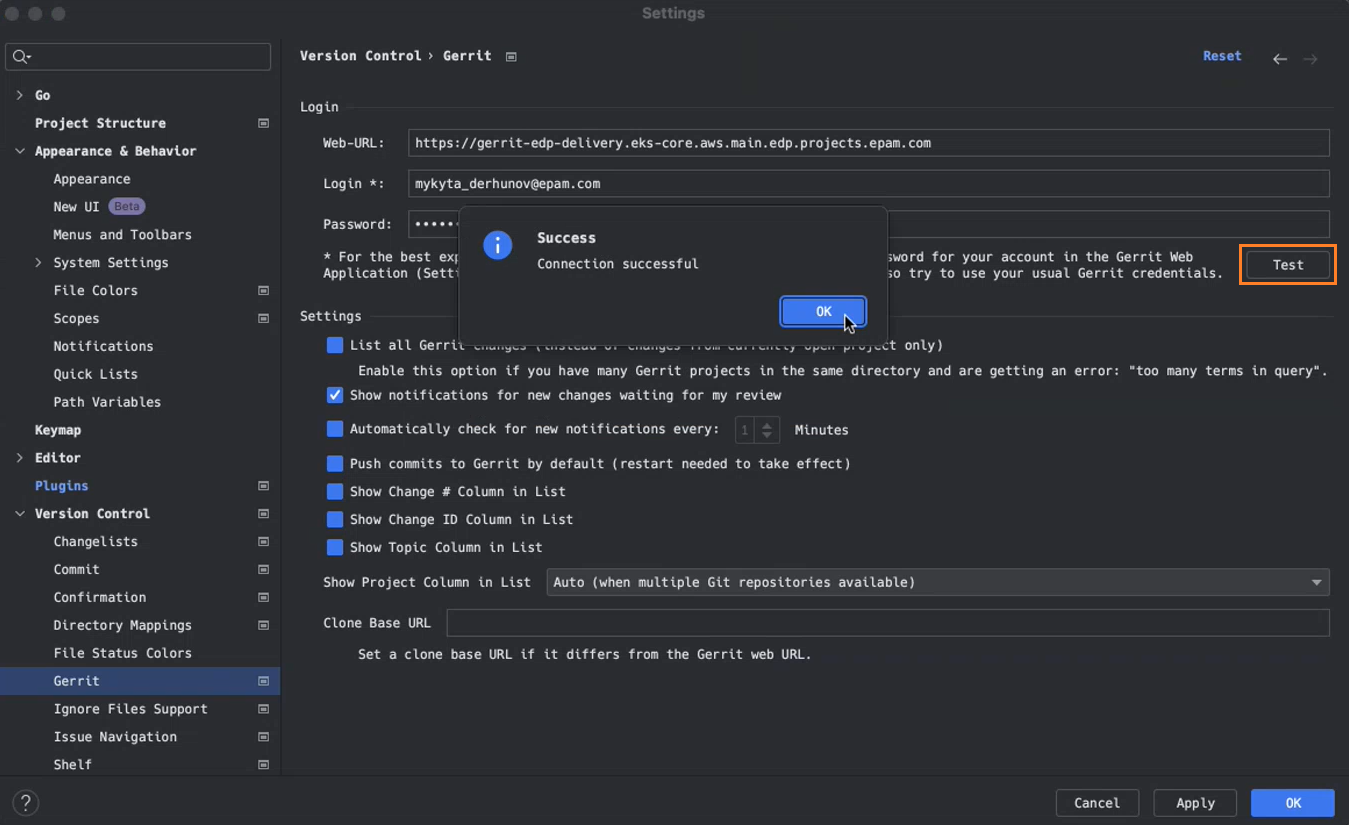 Settings
Go
Project Structure
Appearance & Behavior
Appearance
New UI Beta
Menus and Toolbars
System Settings
File Colors
Scopes
Notifications
Quick Lists
Path Variables
Keymap
Editor
Plugins
Version Control
Changelists
Commit
Confirmation
Directory Mappings
File Status Colors
Gerrit
Ignore Files Support
Issue Navigation
Shelf
Version Control › Gerrit
Reset
Login
Web-URL: https://gerrit-edp-delivery.eks-core.aws.main.edp.projects.epam.com
Login *: mykyta_derhunov@epam.com
Password: ••••••
* For the best exp
sword for your account in the Gerrit Web
Application (Sett
so try to use your usual Gerrit credentials.
Test
Success
Connection successful
OK
Settings
List all Gerrit changes (instead of changes from currently open project only)
Enable this option if you have many Gerrit projects in the same directory and are getting an error: "too many terms in query".
Show notifications for new changes waiting for my review
Automatically check for new notifications every: 1 Minutes
Push commits to Gerrit by default (restart needed to take effect)
Show Change # Column in List
Show Change ID Column in List
Show Topic Column in List
Show Project Column in List Auto (when multiple Git repositories available)
Clone Base URL
Set a clone base URL if it differs from the Gerrit web URL.
?
Cancel
Apply
OK